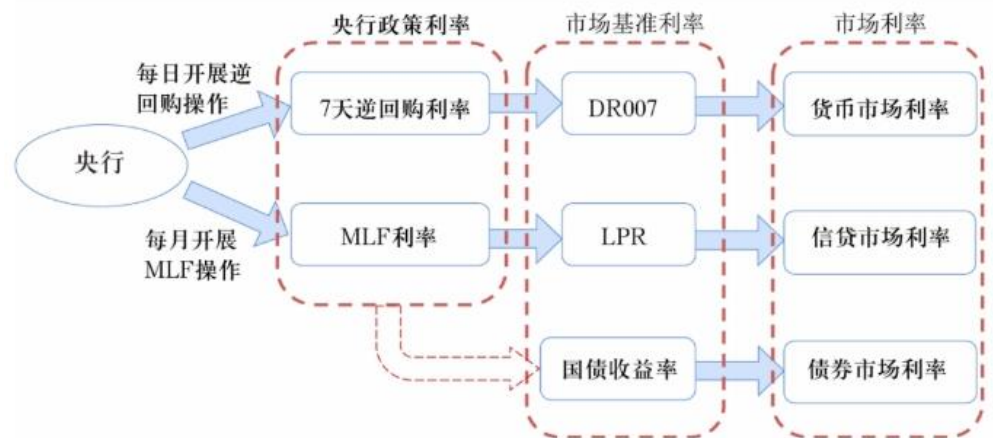 央行政策利率
市场基准利率
市场利率
每日开展逆
回购操作
7天逆回购利率
DR007
货币市场利率
央行
MLF利率
LPR
信贷市场利率
每月开展
MLF操作
国债收益率
债券市场利率